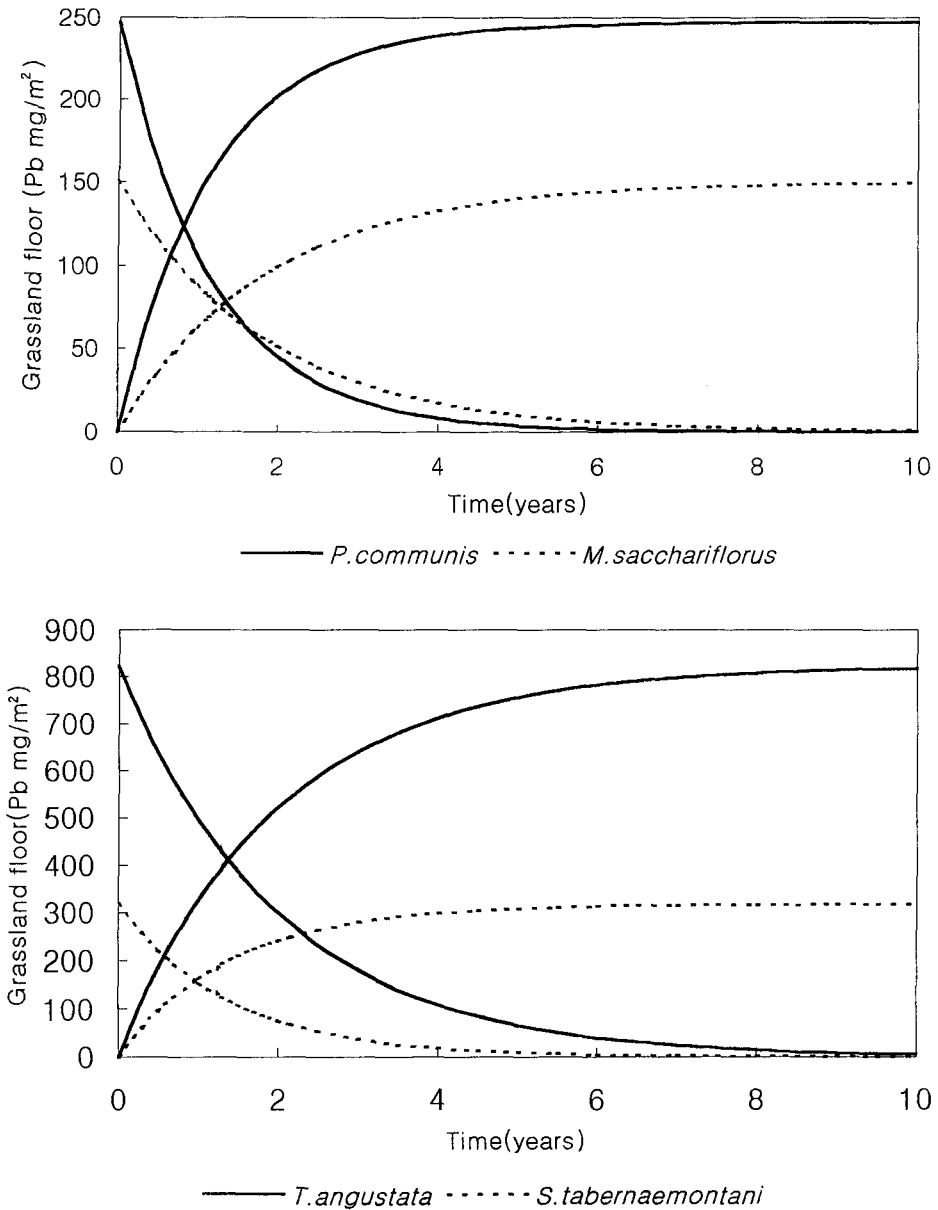 250
200
150
100
50
0
Grassland floor (Pb mg/m²)
0 2 4 6 8 10
Time(years)
P.communis M.sacchariflorus
900
800
700
600
500
400
300
200
100
0
Grassland floor(Pb mg/m²)
0 2 4 6 8 10
Time(years)
T.angustata S.tabernaemontani